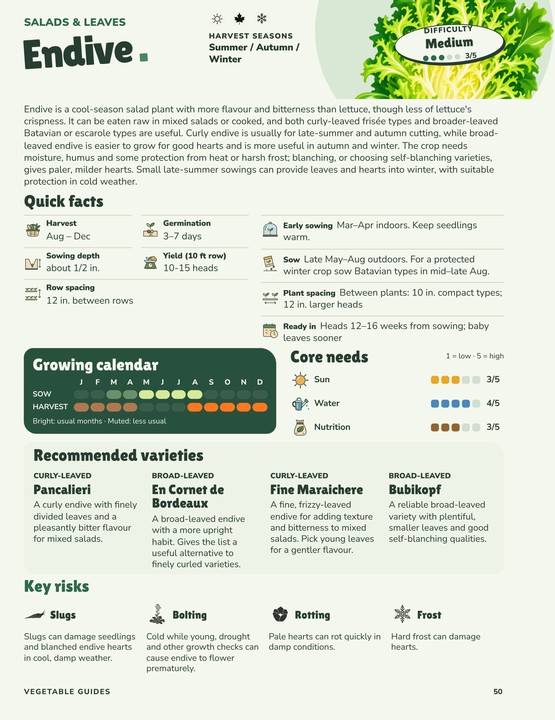 SALADS & LEAVES
Endive.
HARVEST SEASONS
Summer / Autumn /
Winter
DIFFICULTY
Medium
3/5
Endive is a cool-season salad plant with more flavour and bitterness than lettuce, though less of lettuce's
crispness. It can be eaten raw in mixed salads or cooked, and both curly-leaved frisée types and broader-leaved
Batavian or escarole types are useful. Curly endive is usually for late-summer and autumn cutting, while broad-
leaved endive is easier to grow for good hearts and is more useful in autumn and winter. The crop needs
moisture, humus and some protection from heat or harsh frost; blanching, or choosing self-blanching varieties,
gives paler, milder hearts. Small late-summer sowings can provide leaves and hearts into winter, with suitable
protection in cold weather.
Quick facts
Harvest
Aug – Dec
Germination
3–7 days
Sowing depth
about 1/2 in.
Yield (10 ft row)
10-15 heads
Row spacing
12 in. between rows
Early sowing Mar–Apr indoors. Keep seedlings
warm.
Sow Late May–Aug outdoors. For a protected
winter crop sow Batavian types in mid–late Aug.
Plant spacing Between plants: 10 in. compact types;
12 in. larger heads
Ready in Heads 12–16 weeks from sowing; baby
leaves sooner
Growing calendar
J F M A M J J A S O N D
SOW
HARVEST
Bright: usual months · Muted: less usual
Core needs
1 = low · 5 = high
Sun 3/5
Water 4/5
Nutrition 3/5
Recommended varieties
CURLY-LEAVED
Pancalieri
A curly endive with finely
divided leaves and a
pleasantly bitter flavour
for mixed salads.
BROAD-LEAVED
En Cornet de
Bordeaux
A broad-leaved endive
with a more upright
habit. Gives the list a
useful alternative to
finely curled varieties.
CURLY-LEAVED
Fine Maraichere
A fine, frizzy-leaved
endive for adding texture
and bitterness to mixed
salads. Pick young leaves
for a gentler flavour.
BROAD-LEAVED
Bubikopf
A reliable broad-leaved
variety with plentiful,
smaller leaves and good
self-blanching qualities.
Key risks
Slugs
Slugs can damage seedlings
and blanched endive hearts
in cool, damp weather.
Bolting
Cold while young, drought
and other growth checks can
cause endive to flower
prematurely.
Rotting
Pale hearts can rot quickly in
damp conditions.
Frost
Hard frost can damage
hearts.
VEGETABLE GUIDES
50